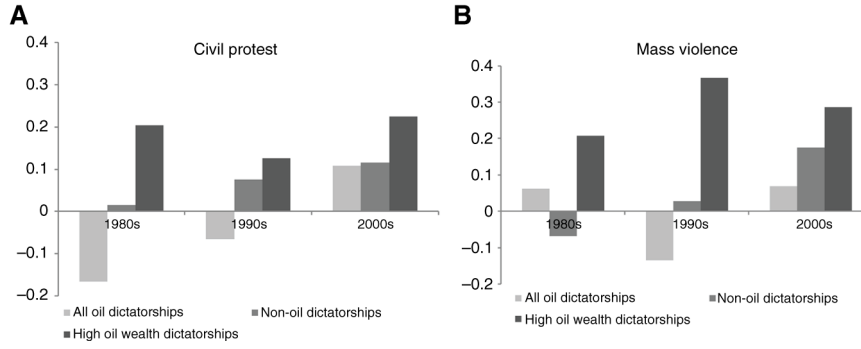 A
Civil protest
0.4
0.3
0.2
0.1
0
–0.1
–0.2
1980s
1990s
2000s
All oil dictatorships
Non-oil dictatorships
High oil wealth dictatorships
B
Mass violence
0.4
0.3
0.2
0.1
0
–0.1
–0.2
1980s
1990s
2000s
All oil dictatorships
Non-oil dictatorships
High oil wealth dictatorships